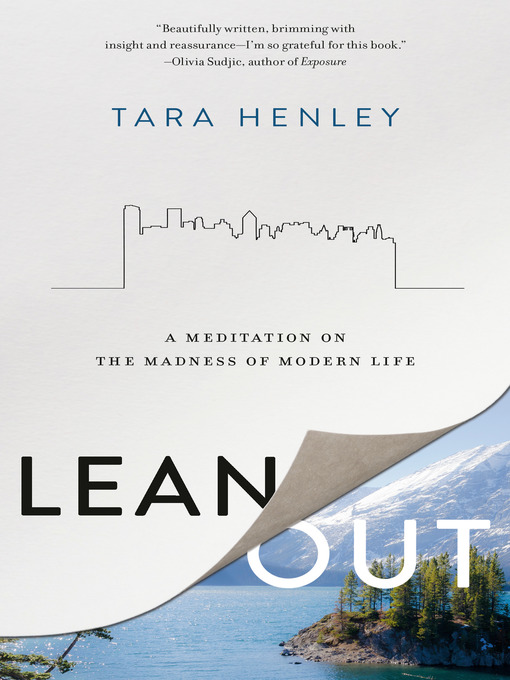 “Beautifully written, brimming with
insight and reassurance—I’m so grateful for this book.”
—Olivia Sudjic, author of Exposure
TARA HENLEY
A MEDITATION ON
THE MADNESS OF MODERN LIFE
LEAN
OUT